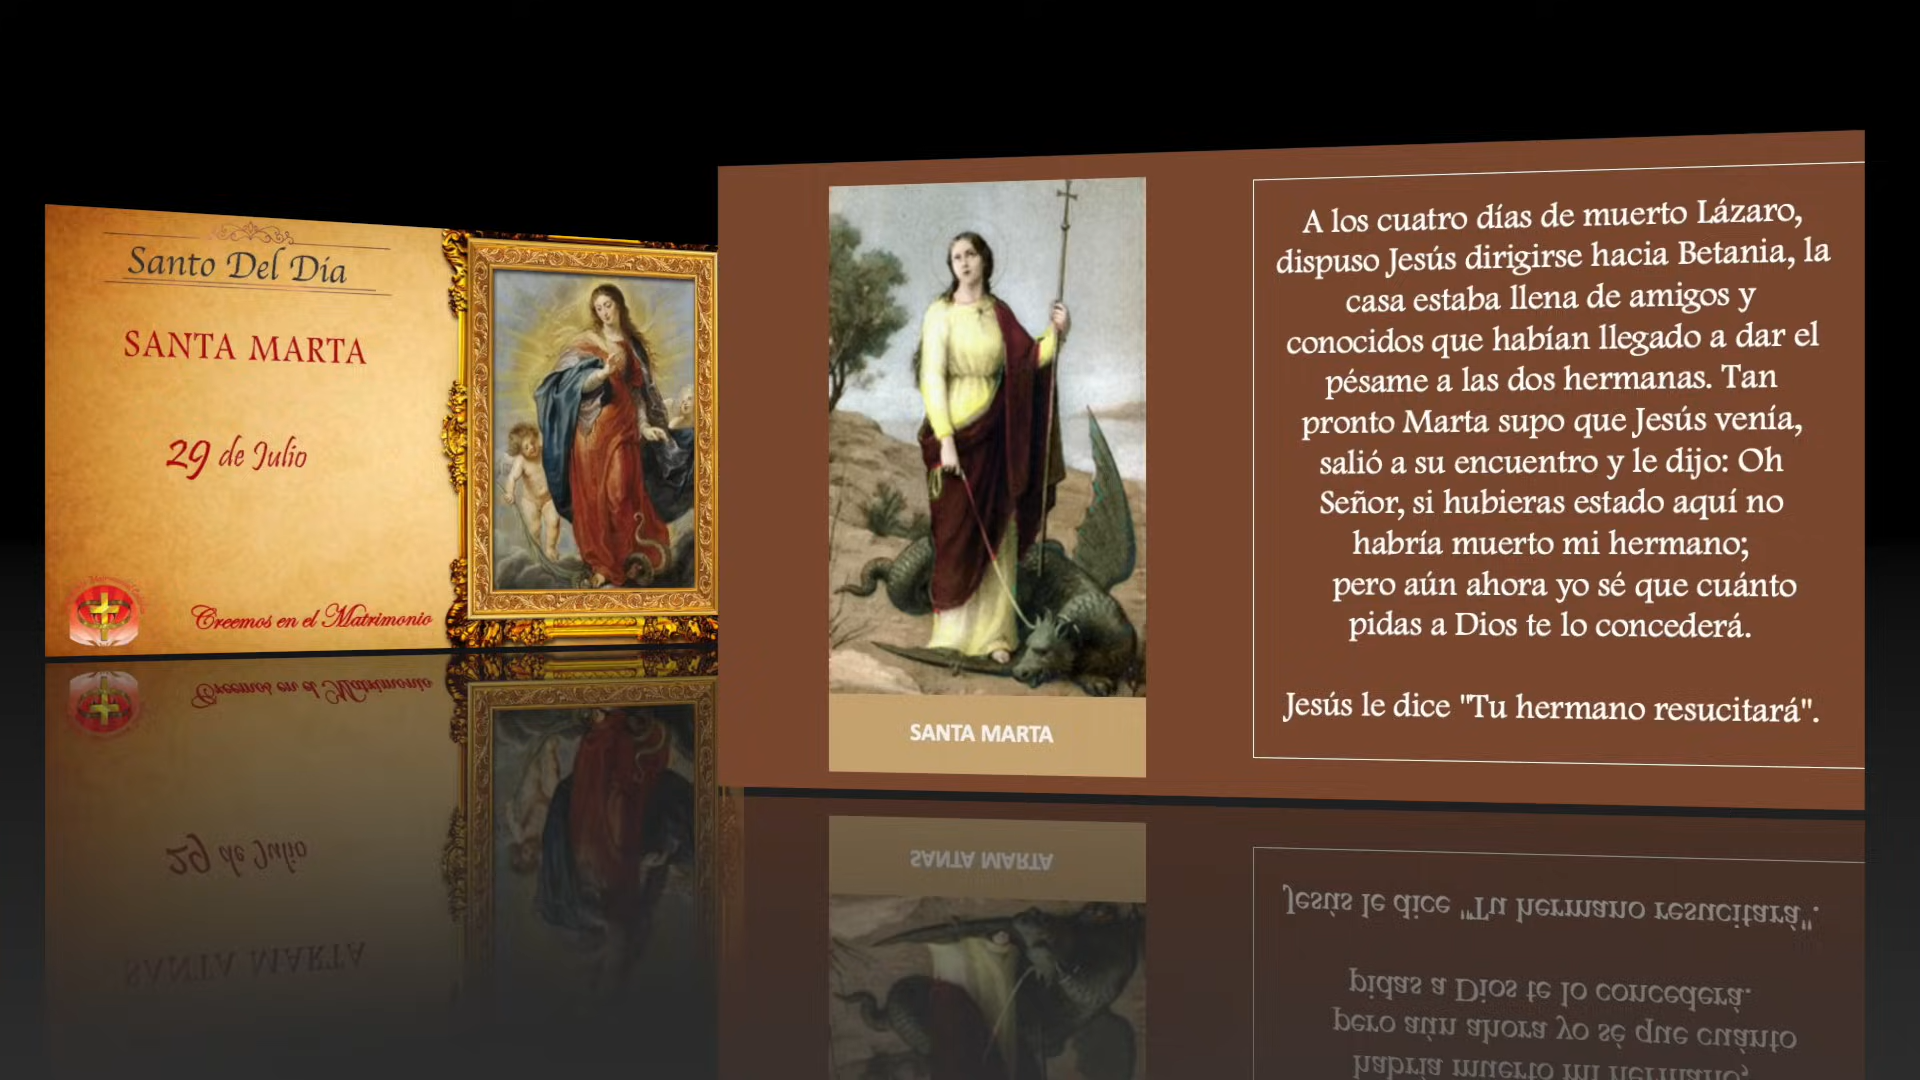 Santo Del Día
SANTA MARTA
29 de Julio
Creemos en el Matrimonio
SANTA MARTA
A los cuatro días de muerto Lázaro,
dispuso Jesús dirigirse hacia Betania, la
casa estaba llena de amigos y
conocidos que habían llegado a dar el
pésame a las dos hermanas. Tan
pronto Marta supo que Jesús venía,
salió a su encuentro y le dijo: Oh
Señor, si hubieras estado aquí no
habría muerto mi hermano;
pero aún ahora yo sé que cuánto
pidas a Dios te lo concederá.
Jesús le dice "Tu hermano resucitará".